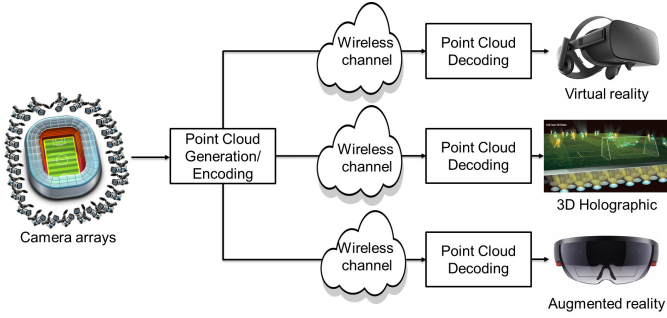 Wireless
channel
Point Cloud
Decoding
Virtual reality
Point Cloud
Generation/
Encoding
Wireless
channel
Point Cloud
Decoding
3D Holographic
Camera arrays
Wireless
channel
Point Cloud
Decoding
Augmented reality